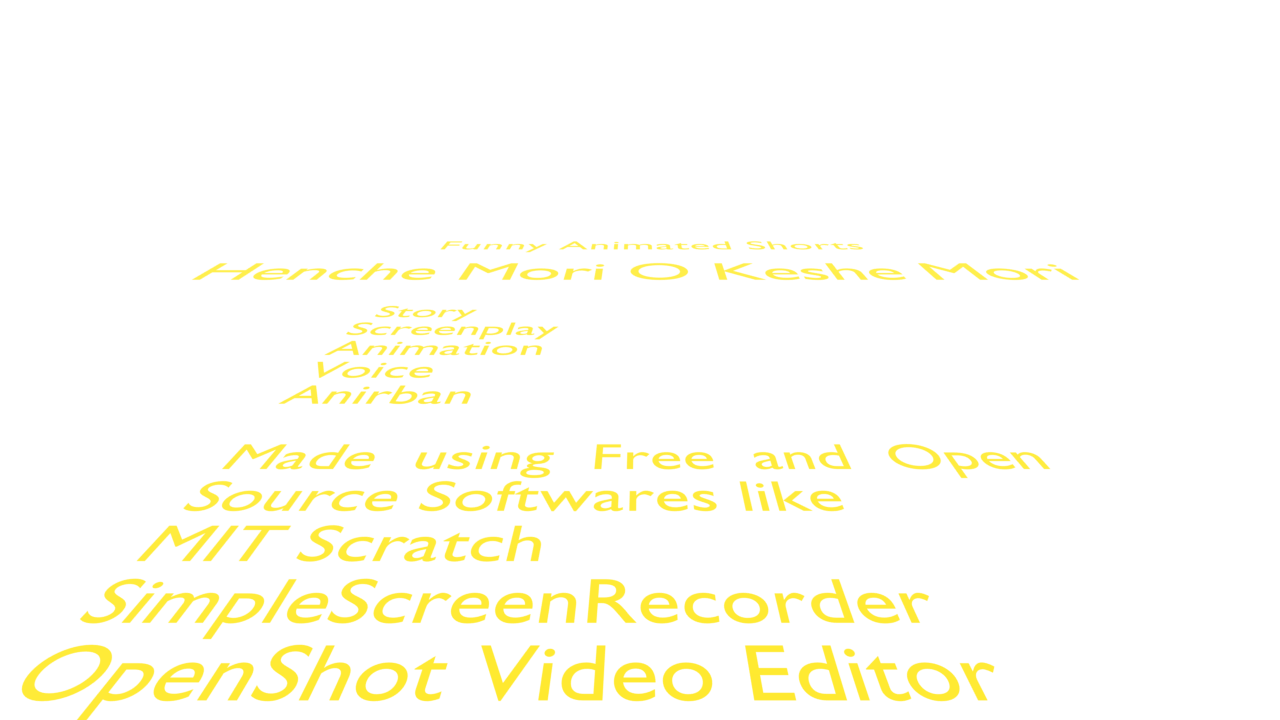 Funny Animated Shorts
Henche Mori O Keshe Mori
Story
Screenplay
Animation
Voice
Anirban
Made using Free and Open
Source Softwares like
MIT Scratch
SimpleScreenRecorder
OpenShot Video Editor